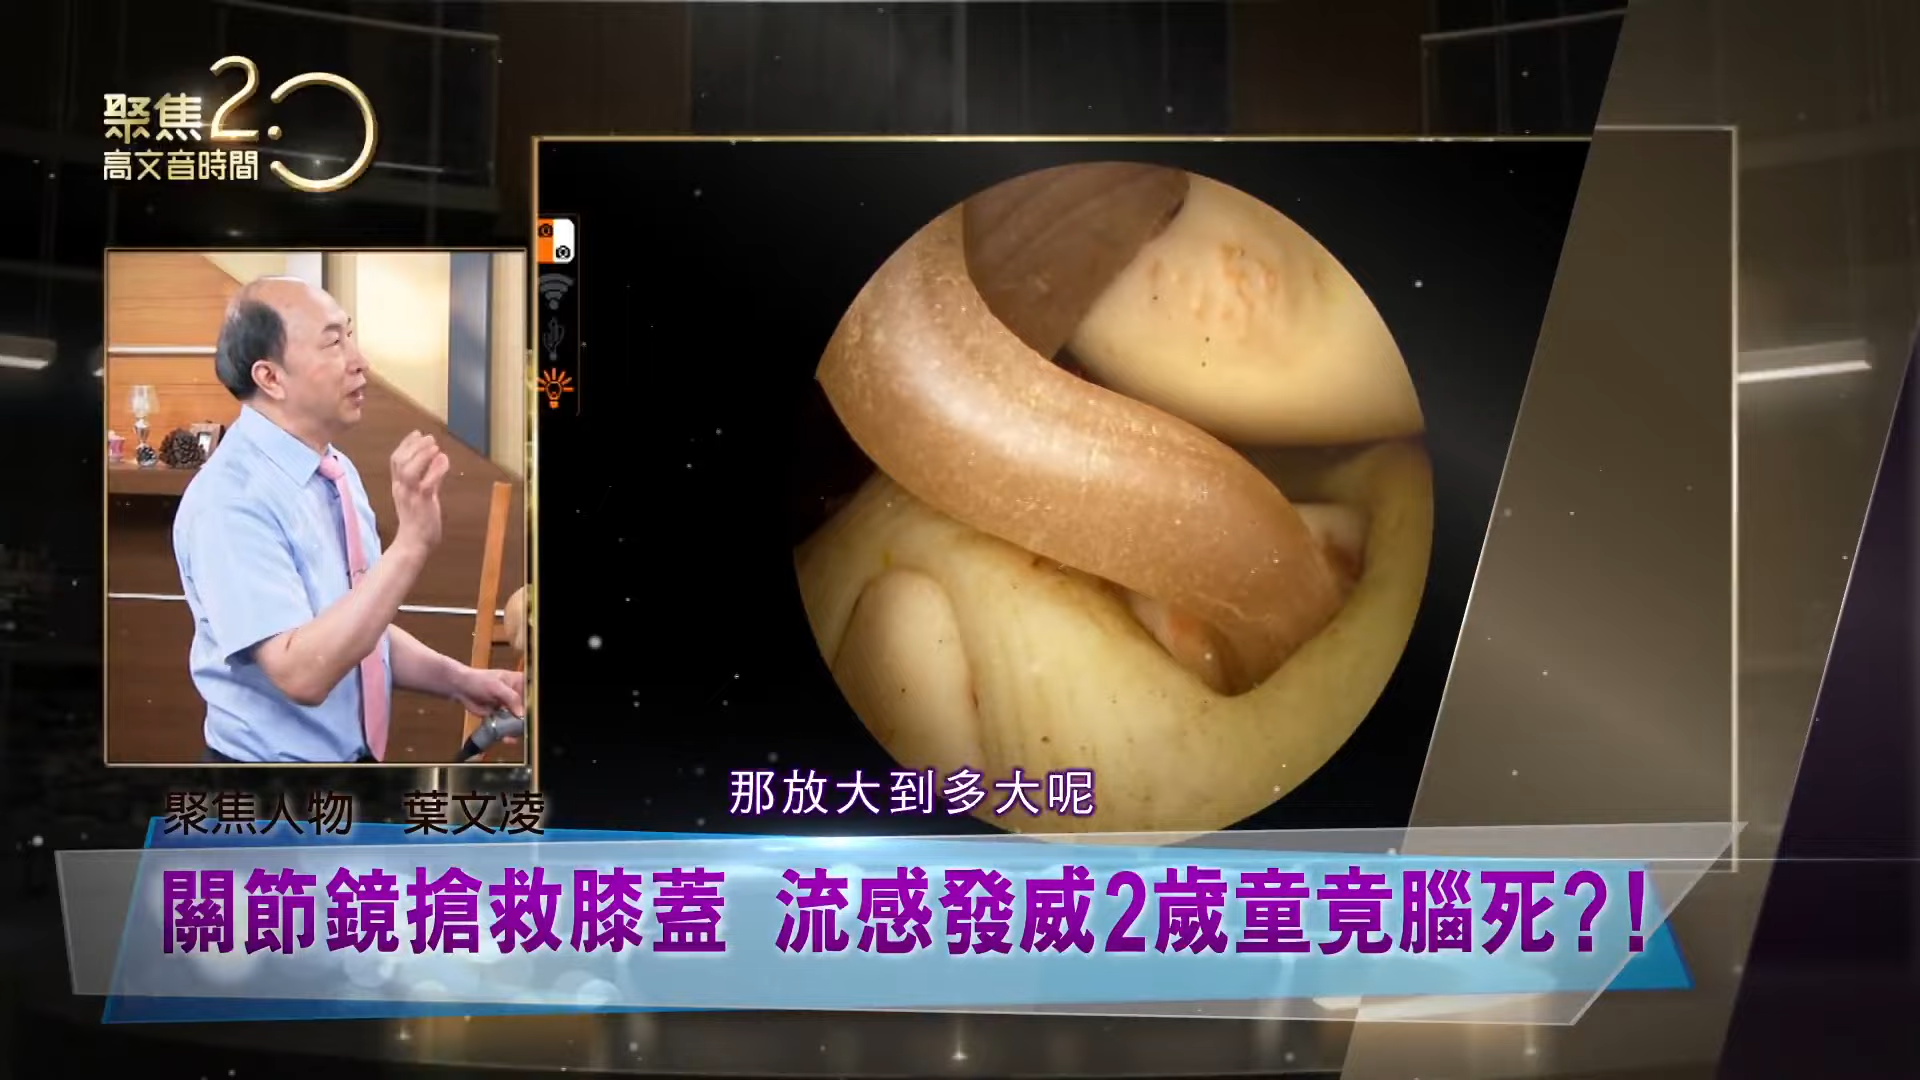 聚焦2.0
高文音時間
那放大到多大呢
聚焦人物　葉文凌
關節鏡搶救膝蓋 流感發威2歲童竟腦死?!